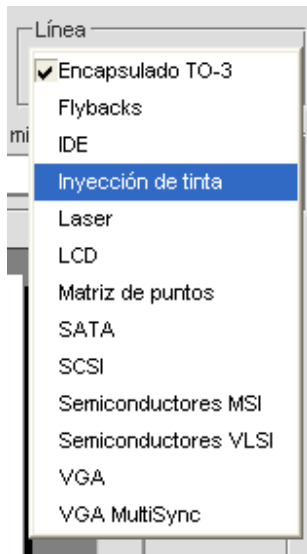 Línea
Encapsulado TO-3
mi
Flybacks
IDE
Inyección de tinta
Laser
LCD
Matriz de puntos
SATA
SCSI
Semiconductores MSI
Semiconductores VLSI
VGA
VGA MultiSync